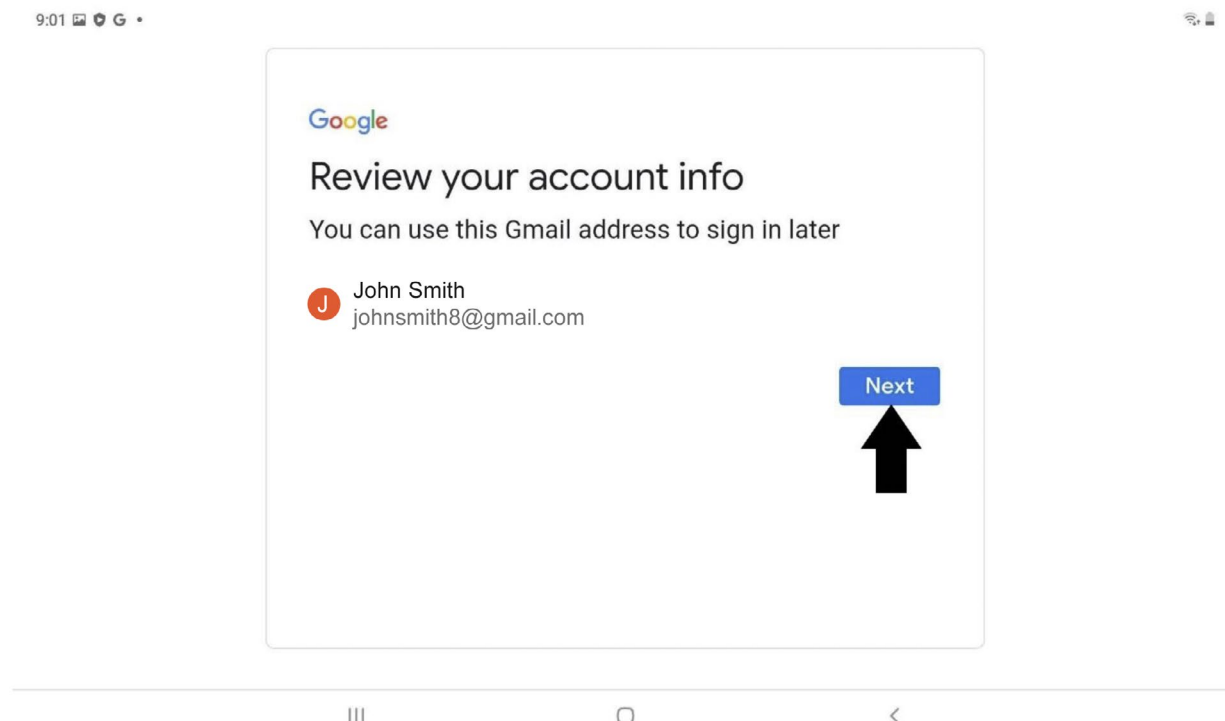 9:01
Google
Review your account info
You can use this Gmail address to sign in later
J
John Smith
johnsmith8@gmail.com
Next